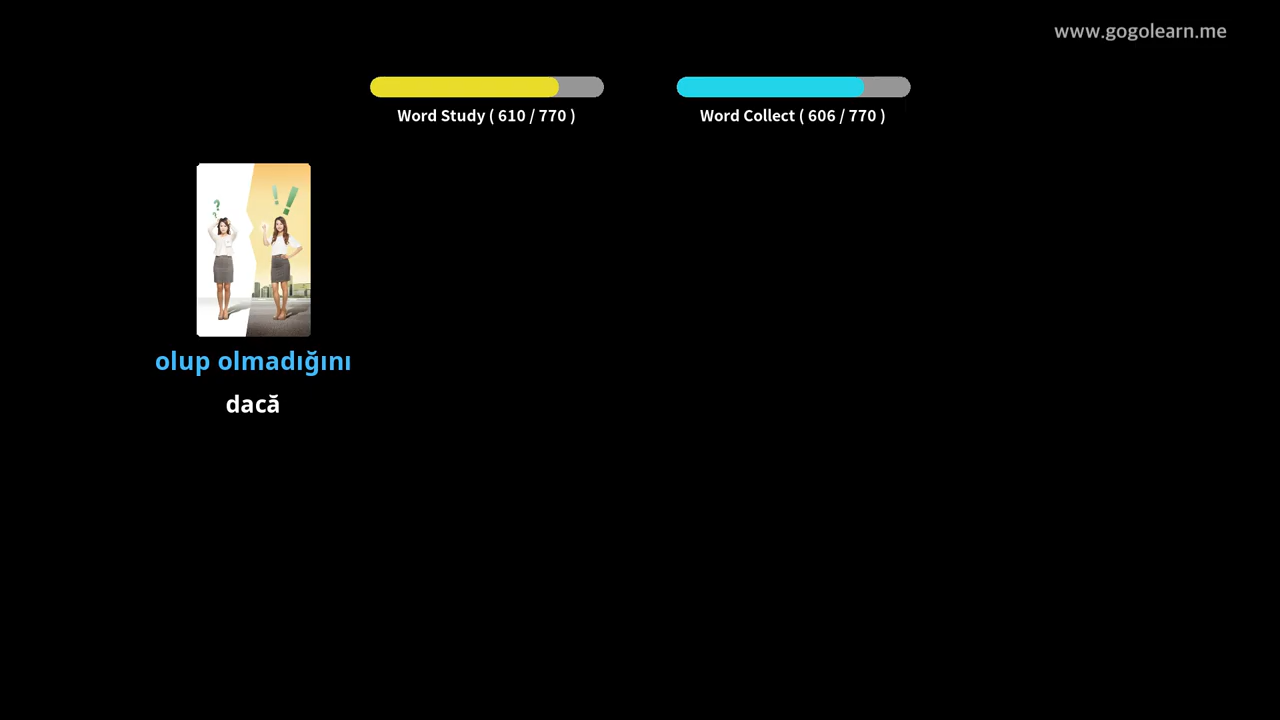 www.gogolearn.me
Word Study ( 610 / 770 )
Word Collect ( 606 / 770 )
olup olmadığını
dacă